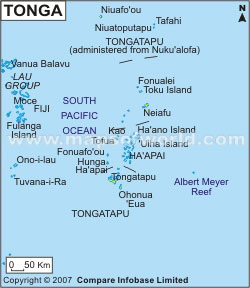 TONGA
Niuafo'ou
Tafahi
Niuatoputapu
TONGATAPU
(administered from Nuku'alofa)
Vanua Balavu
Fonualei
LAU
GROUP
Toku Island
Moce
SOUTH
FIJI
PACIFIC
Neiafu
Fulanga
Island
OCEAN
Kao
Ha'ano Island
Tofua
'Uiha Island
www.mapsofworld.com
Fonuafo'ou
HA'APAI
Ono-i-lau
Hunga
Ha'apai
Tongatapu
Tuvana-i-Ra
Albert Meyer
Reef
Ohonua
'Eua
TONGATAPU
0 50 Km
Copyright © 2007 Compare Infobase Limited